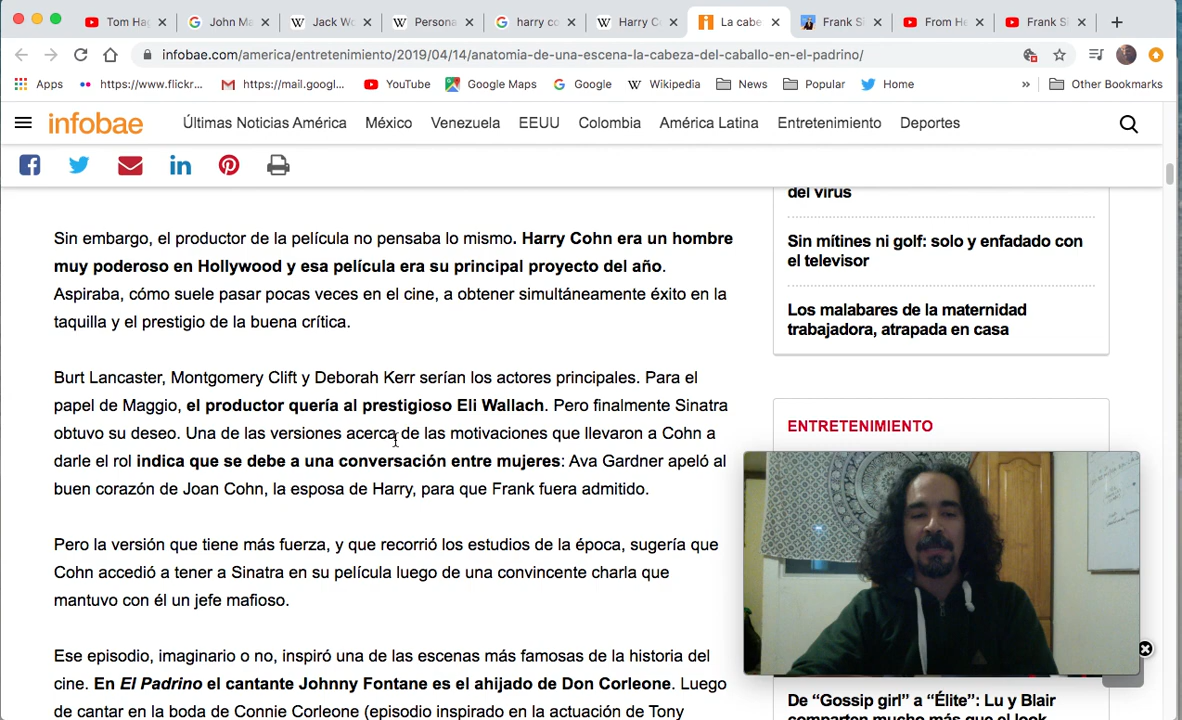 Tom Ha
John Ma
Jack Wo
Persona
harry co
Harry C
La cabe
Frank S
From He
Frank Si
infobae.com/america/entretenimiento/2019/04/14/anatomia-de-una-escena-la-cabeza-del-caballo-en-el-padrino/
Apps
https://www.flickr...
https://mail.googl...
YouTube
Google Maps
Google
Wikipedia
News
Popular
Home
»
Other Bookmarks
infobae
Últimas Noticias América
México
Venezuela
EEUU
Colombia
América Latina
Entretenimiento
Deportes
Sin embargo, el productor de la película no pensaba lo mismo. Harry Cohn era un hombre
muy poderoso en Hollywood y esa película era su principal proyecto del año.
Aspiraba, cómo suele pasar pocas veces en el cine, a obtener simultáneamente éxito en la
taquilla y el prestigio de la buena crítica.
Burt Lancaster, Montgomery Clift y Deborah Kerr serían los actores principales. Para el
papel de Maggio, el productor quería al prestigioso Eli Wallach. Pero finalmente Sinatra
obtuvo su deseo. Una de las versiones acerca de las motivaciones que llevaron a Cohn a
darle el rol indica que se debe a una conversación entre mujeres: Ava Gardner apeló al
buen corazón de Joan Cohn, la esposa de Harry, para que Frank fuera admitido.
Pero la versión que tiene más fuerza, y que recorrió los estudios de la época, sugería que
Cohn accedió a tener a Sinatra en su película luego de una convincente charla que
mantuvo con él un jefe mafioso.
Ese episodio, imaginario o no, inspiró una de las escenas más famosas de la historia del
cine. En El Padrino el cantante Johnny Fontane es el ahijado de Don Corleone. Luego
de cantar en la boda de Connie Corleone (episodio inspirado en la actuación de Tony
del virus
Sin mítines ni golf: solo y enfadado con
el televisor
Los malabares de la maternidad
trabajadora, atrapada en casa
ENTRETENIMIENTO
De “Gossip girl” a “Élite”: Lu y Blair
comparten mucho más que el look